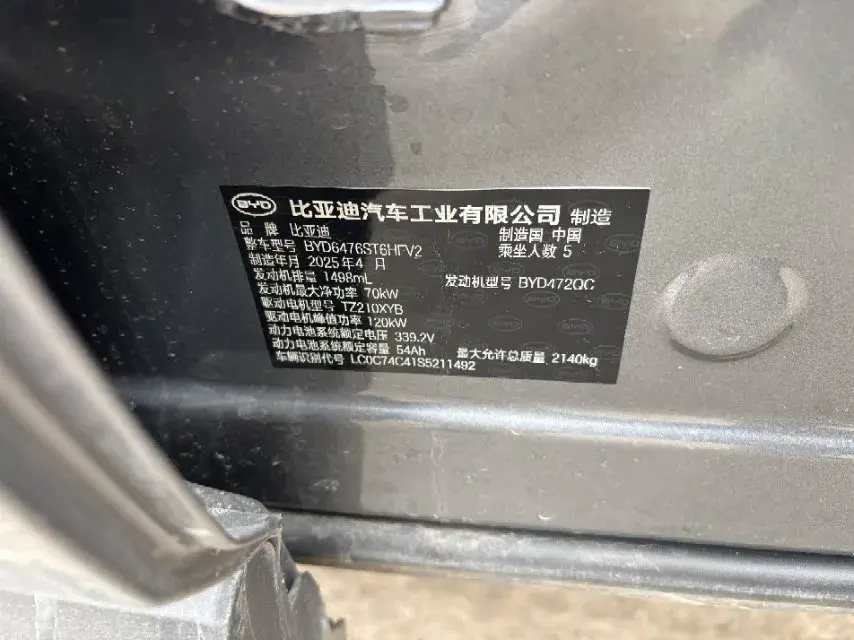 BYD 比亚迪汽车工业有限公司 制造
品 牌 比亚迪 制造国 中国
整车型号 BYD6476ST6HEV2 乘坐人数 5
制造年月 2025年4 月
发动机排量 1498mL 发动机型号 BYD472QC
发动机最大净功率 70kW
驱动电机型号 TZ210XYB
驱动电机峰值功率 120kW
动力电池系统额定电压 339.2V
动力电池系统额定容量 54Ah 最大允许总质量 2140kg
车辆识别代号 LC0C74C41S5211492